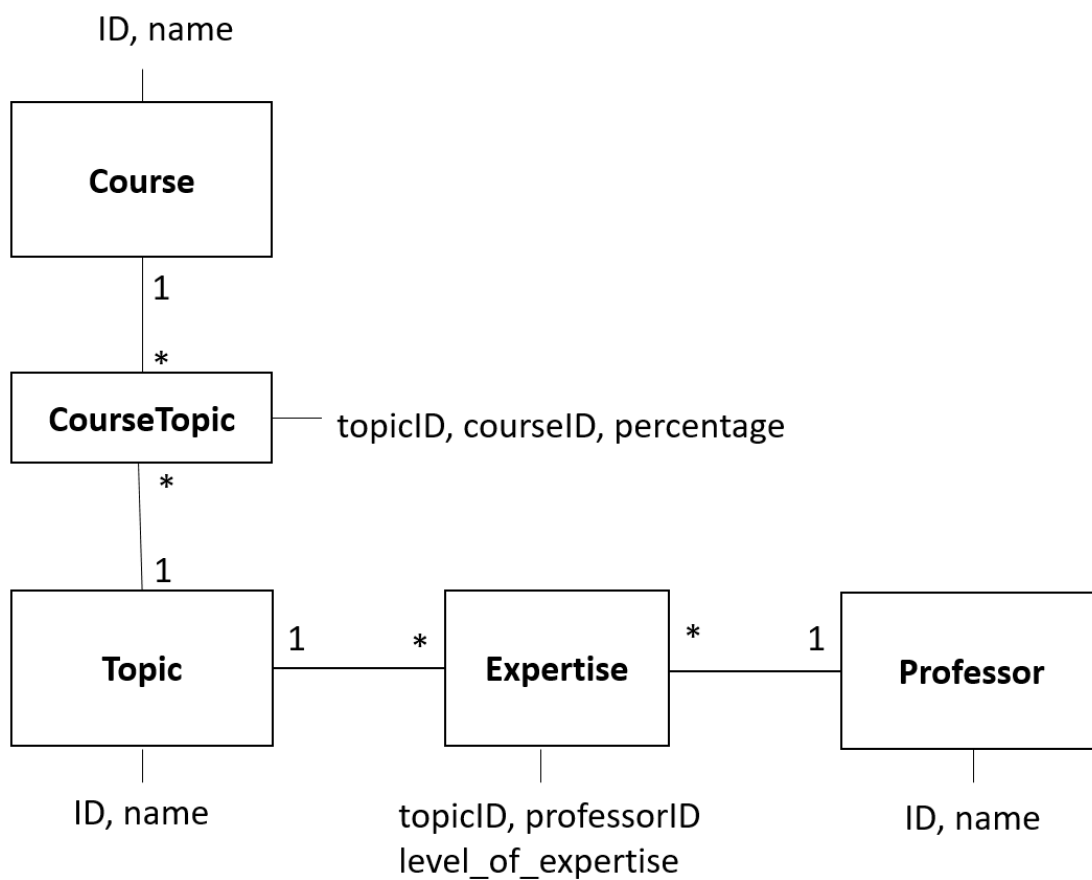 ID, name
Course
1
*
CourseTopic
topicID, courseID, percentage
*
1
Topic
1
*
Expertise
*
1
Professor
ID, name
topicID, professorID
level_of_expertise
ID, name